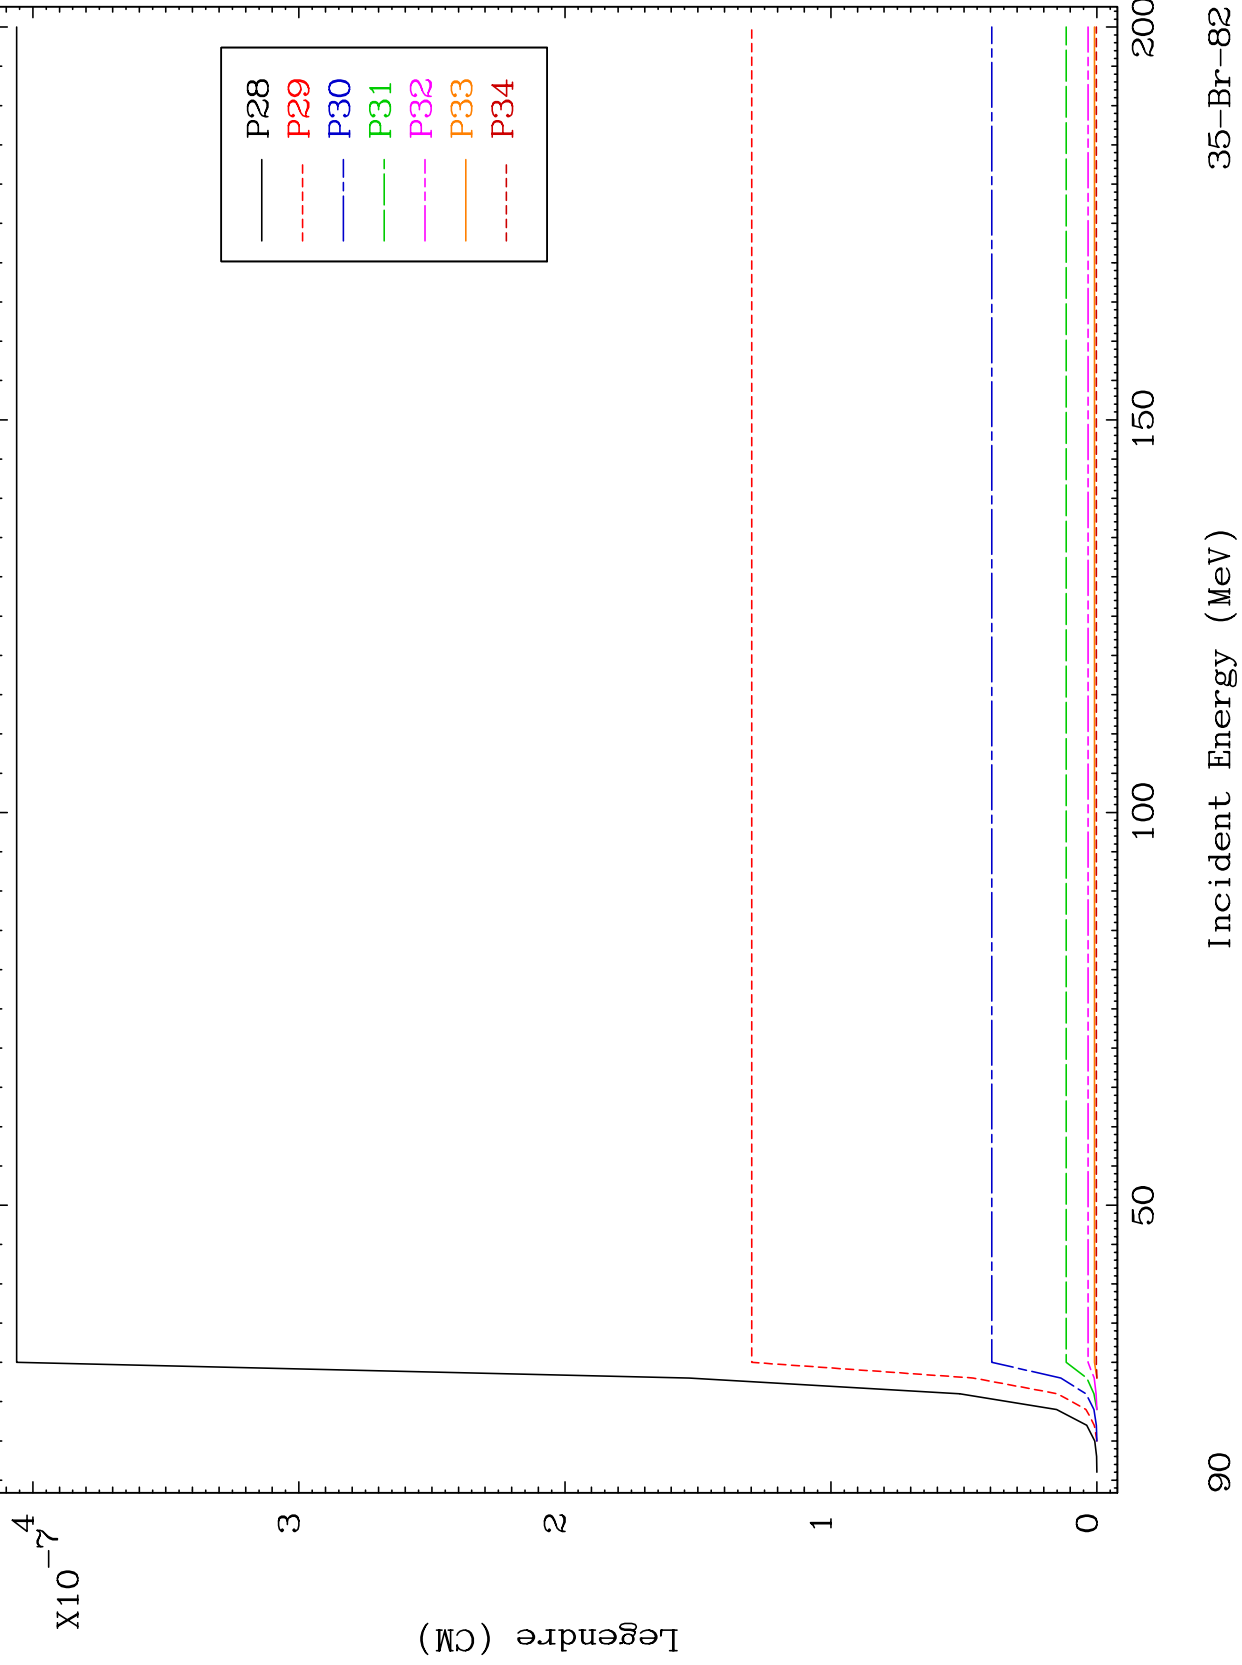 P28
P29
P30
P31
P32
P33
P34
4
3
2
1
0
X10^-7
Legendre (CM)
50
100
150
200
Incident Energy (MeV)
90
35-Br-82